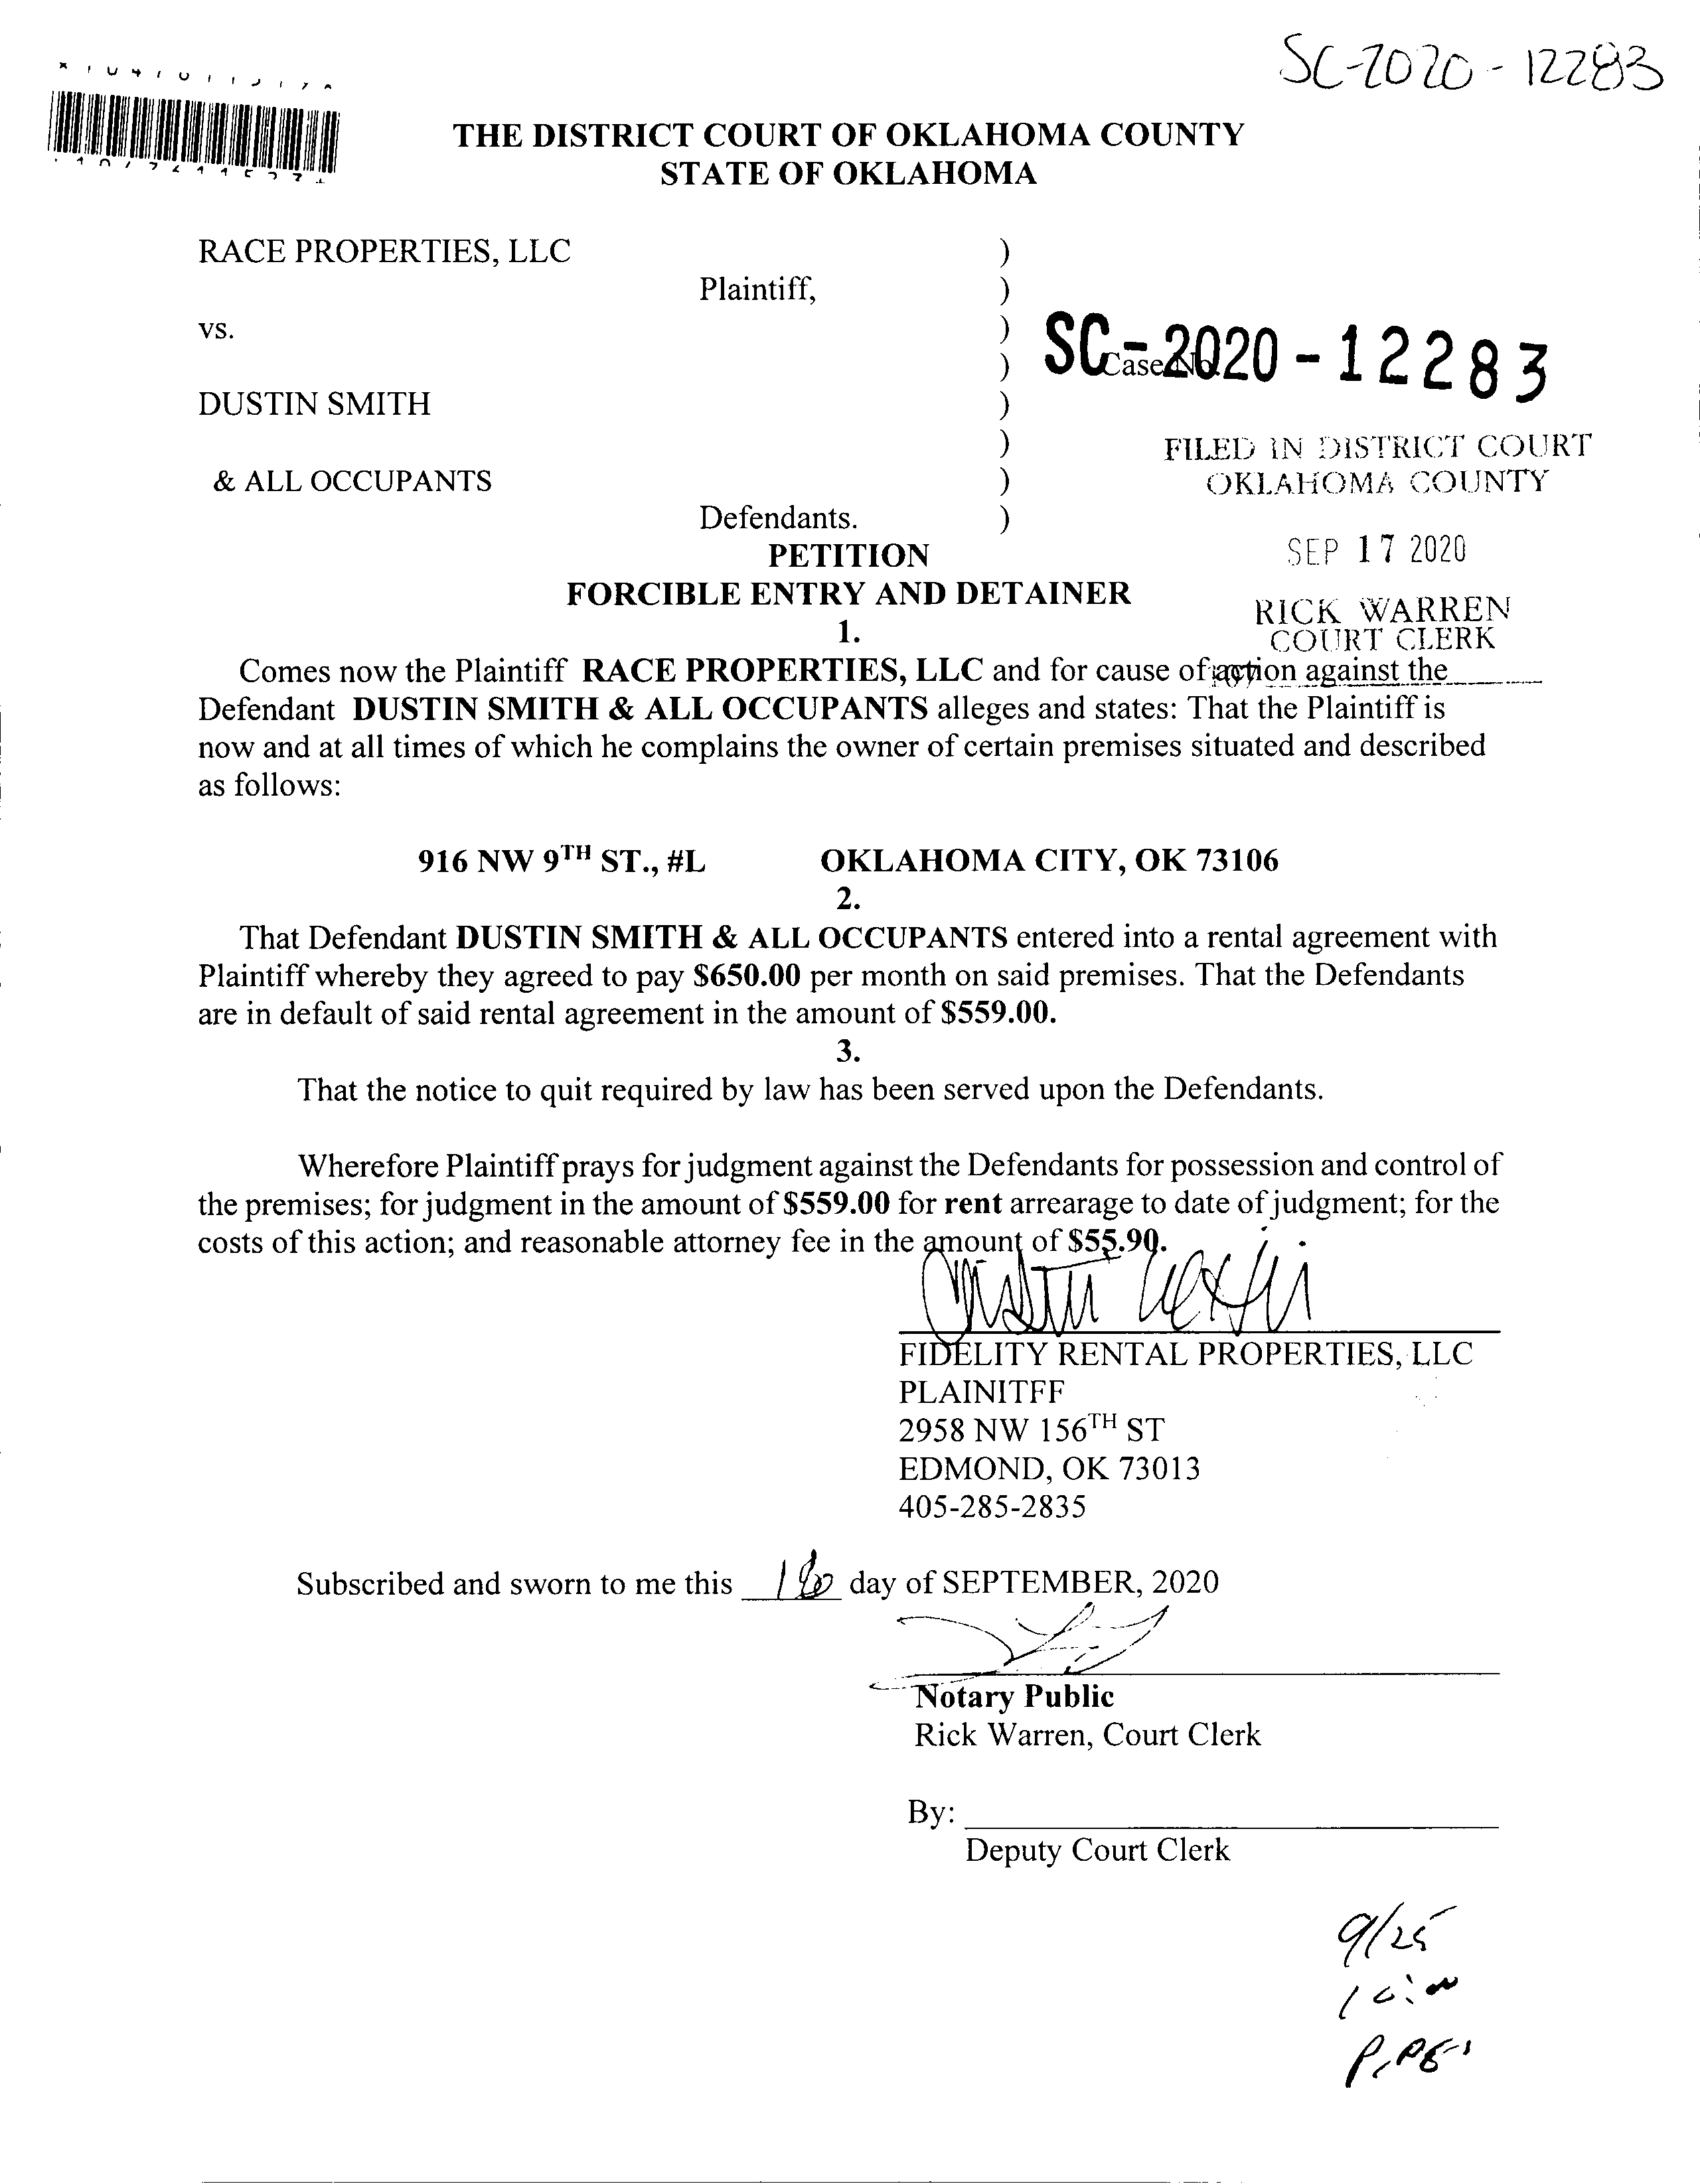 SC-2020-12283
THE DISTRICT COURT OF OKLAHOMA COUNTY
STATE OF OKLAHOMA
RACE PROPERTIES, LLC )
Plaintiff, )
vs. )
) Case No. SC-2020-12283
DUSTIN SMITH )
)
& ALL OCCUPANTS )
Defendants. )
FILED IN DISTRICT COURT
OKLAHOMA COUNTY
SEP 17 2020
RICK WARREN
COURT CLERK
PETITION
FORCIBLE ENTRY AND DETAINER
1.
Comes now the Plaintiff RACE PROPERTIES, LLC and for cause of action against the
Defendant DUSTIN SMITH & ALL OCCUPANTS alleges and states: That the Plaintiff is
now and at all times of which he complains the owner of certain premises situated and described
as follows:
916 NW 9TH ST., #L OKLAHOMA CITY, OK 73106
2.
That Defendant DUSTIN SMITH & ALL OCCUPANTS entered into a rental agreement with
Plaintiff whereby they agreed to pay $650.00 per month on said premises. That the Defendants
are in default of said rental agreement in the amount of $559.00.
3.
That the notice to quit required by law has been served upon the Defendants.
Wherefore Plaintiff prays for judgment against the Defendants for possession and control of
the premises; for judgment in the amount of $559.00 for rent arrearage to date of judgment; for the
costs of this action; and reasonable attorney fee in the amount of $55.90.
FIDELITY RENTAL PROPERTIES, LLC
PLAINITFF
2958 NW 156TH ST
EDMOND, OK 73013
405-285-2835
Subscribed and sworn to me this day of SEPTEMBER, 2020
Notary Public
Rick Warren, Court Clerk
By:
Deputy Court Clerk
9/25